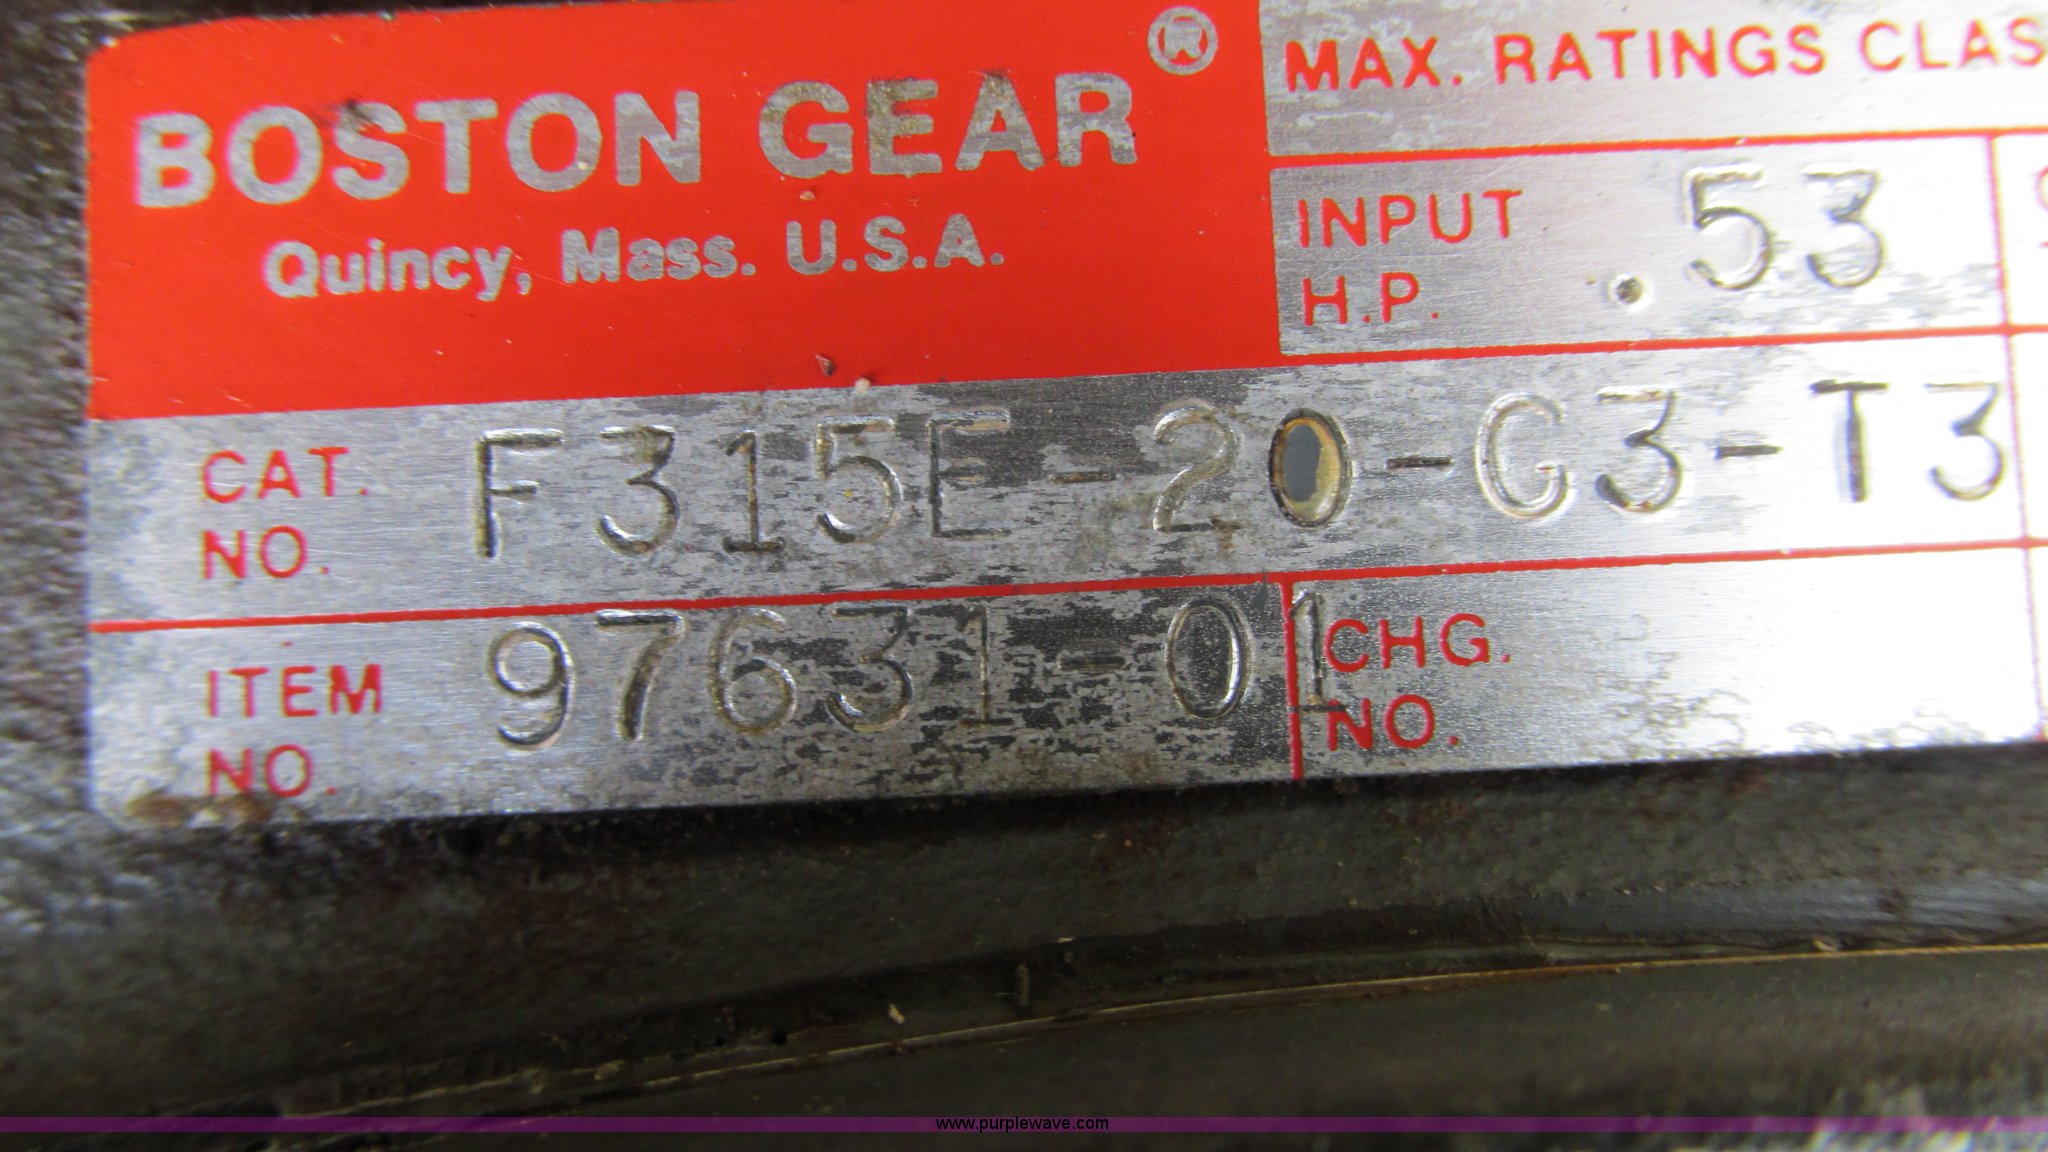 BOSTON GEAR®
Quincy, Mass. U.S.A.
MAX. RATINGS CLAS
INPUT H.P. .53
CAT. NO. F315E-20-G3-T3
ITEM NO. 97631-01
CHG. NO.
www.purplewave.com